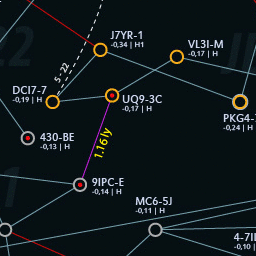 J7YR-1
-0,34 | H1
VL3I-M
-0,17 | H
5 - 22
DCI7-7
-0,19 | H
UQ9-3C
-0,17 | H
PKG4-7
-0,24 | H
430-BE
-0,13 | H
1.16 ly
9IPC-E
-0,14 | H
MC6-5J
-0,11 | H
4-7I
-0,10 |